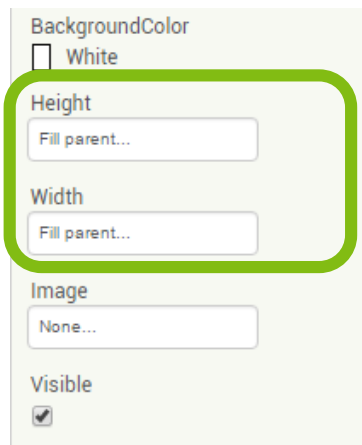 BackgroundColor
White
Height
Fill parent...
Width
Fill parent...
Image
None...
Visible